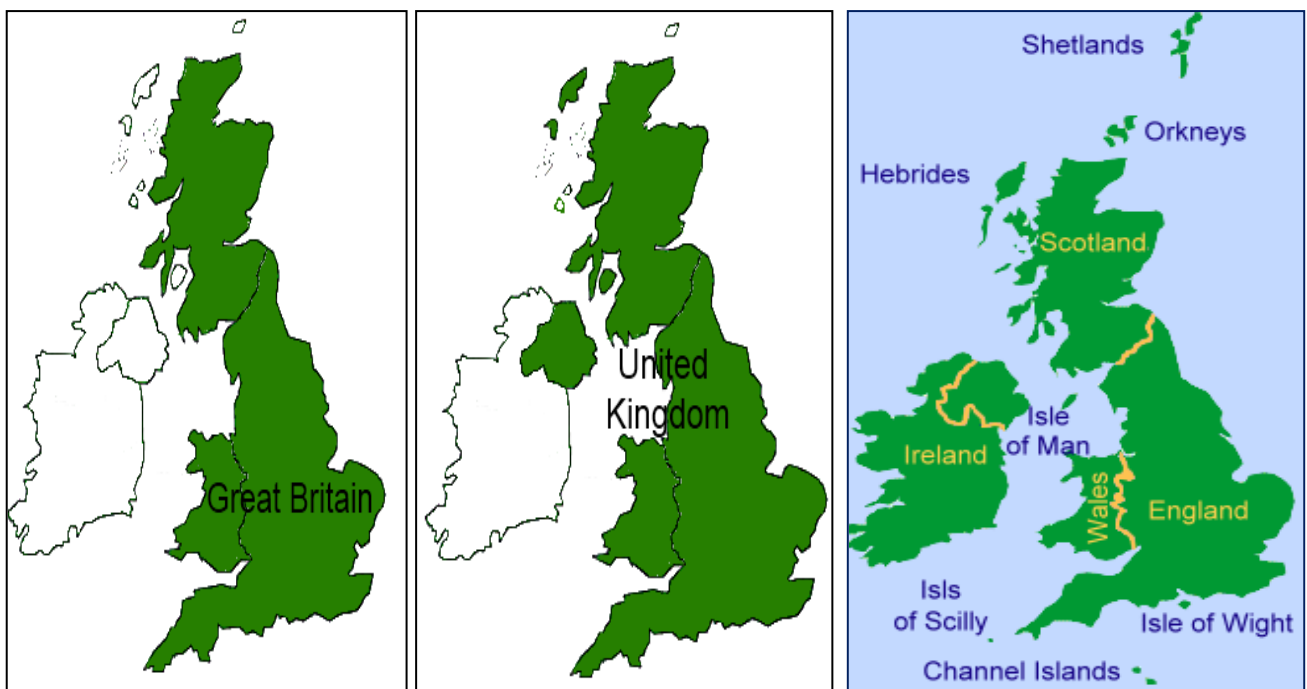 Great Britain
United
Kingdom
Shetlands
Orkneys
Hebrides
Scotland
Isle
of Man
Ireland
Wales
England
Isls
of Scilly
Isle of Wight
Channel Islands